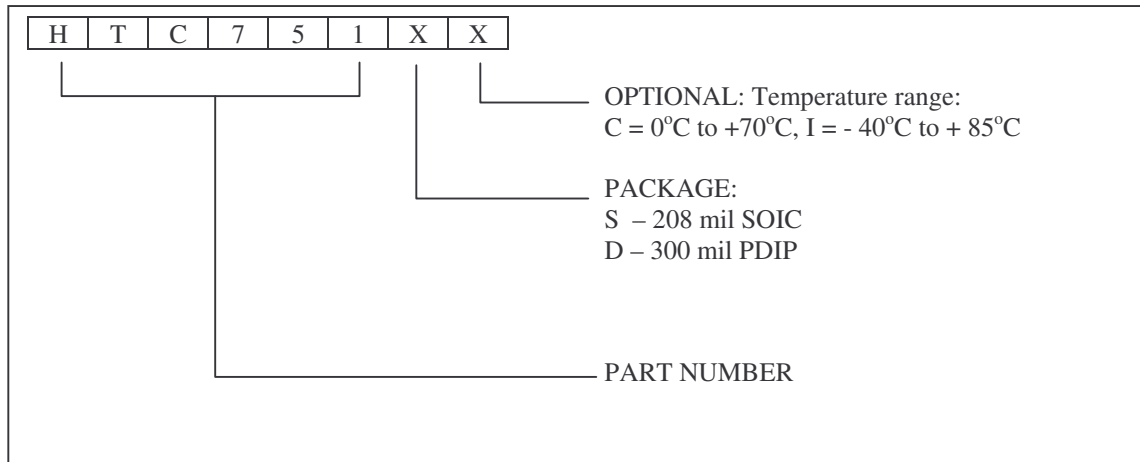 H T C 7 5 1 X X
OPTIONAL: Temperature range:
C = 0°C to +70°C, I = - 40°C to + 85°C
PACKAGE:
S – 208 mil SOIC
D – 300 mil PDIP
PART NUMBER